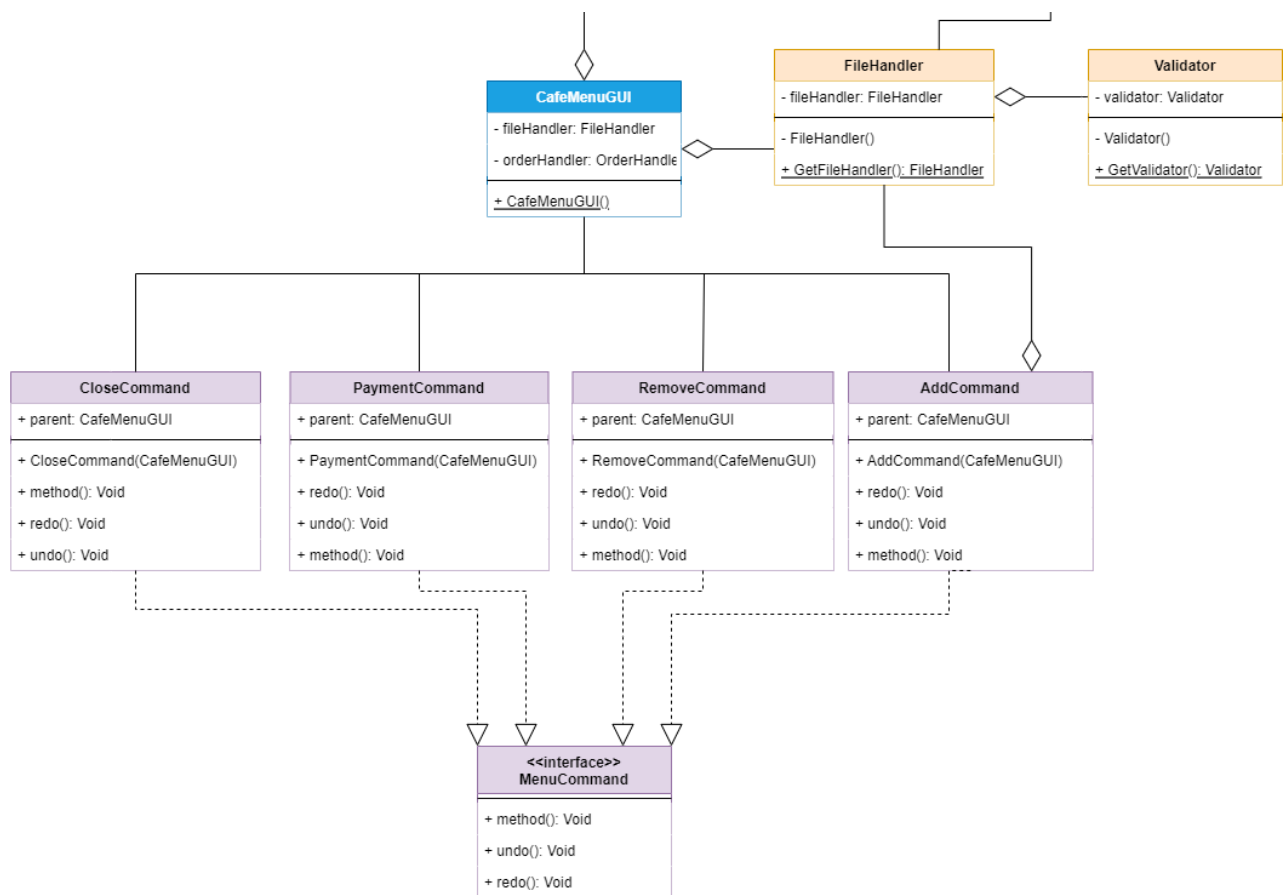 CafeMenuGUI
- fileHandler: FileHandler
- orderHandler: OrderHandle
+ CafeMenuGUI()
FileHandler
- fileHandler: FileHandler
- FileHandler()
+ GetFileHandler(): FileHandler
Validator
- validator: Validator
- Validator()
+ GetValidator(): Validator
CloseCommand
+ parent: CafeMenuGUI
+ CloseCommand(CafeMenuGUI)
+ method(): Void
+ redo(): Void
+ undo(): Void
PaymentCommand
+ parent: CafeMenuGUI
+ PaymentCommand(CafeMenuGUI)
+ redo(): Void
+ undo(): Void
+ method(): Void
RemoveCommand
+ parent: CafeMenuGUI
+ RemoveCommand(CafeMenuGUI)
+ redo(): Void
+ undo(): Void
+ method(): Void
AddCommand
+ parent: CafeMenuGUI
+ AddCommand(CafeMenuGUI)
+ redo(): Void
+ undo(): Void
+ method(): Void
<<interface>>
MenuCommand
+ method(): Void
+ undo(): Void
+ redo(): Void